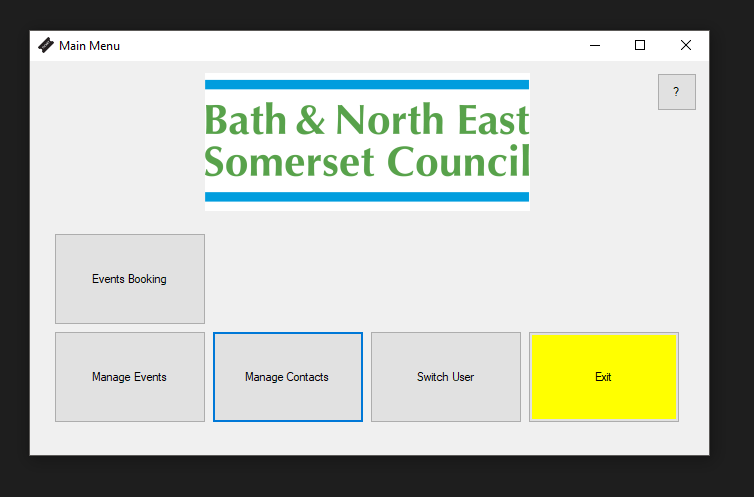 Main Menu
?
Bath & North East
Somerset Council
Events Booking
Manage Events
Manage Contacts
Switch User
Exit